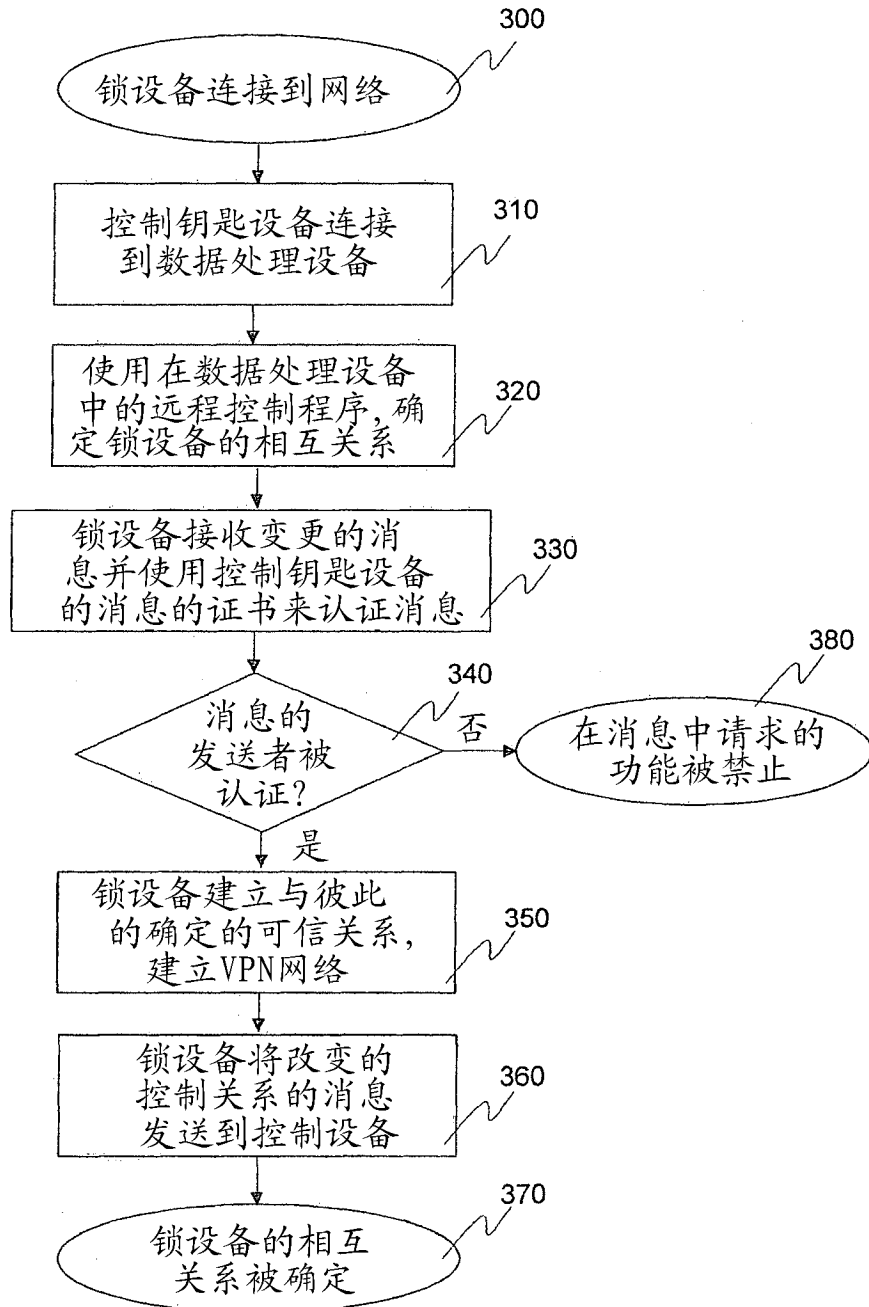 300
锁设备连接到网络
310
控制钥匙设备连接
到数据处理设备
320
使用在数据处理设备
中的远程控制程序,确
定锁设备的相互关系
330
锁设备接收变更的消
息并使用控制钥匙设备
的消息的证书来认证消息
340
消息的
发送者被
认证?
否
380
在消息中请求的
功能被禁止
是
350
锁设备建立与彼此
的确定的可信关系,
建立VPN网络
360
锁设备将改变的
控制关系的消息
发送到控制设备
370
锁设备的相互
关系被确定